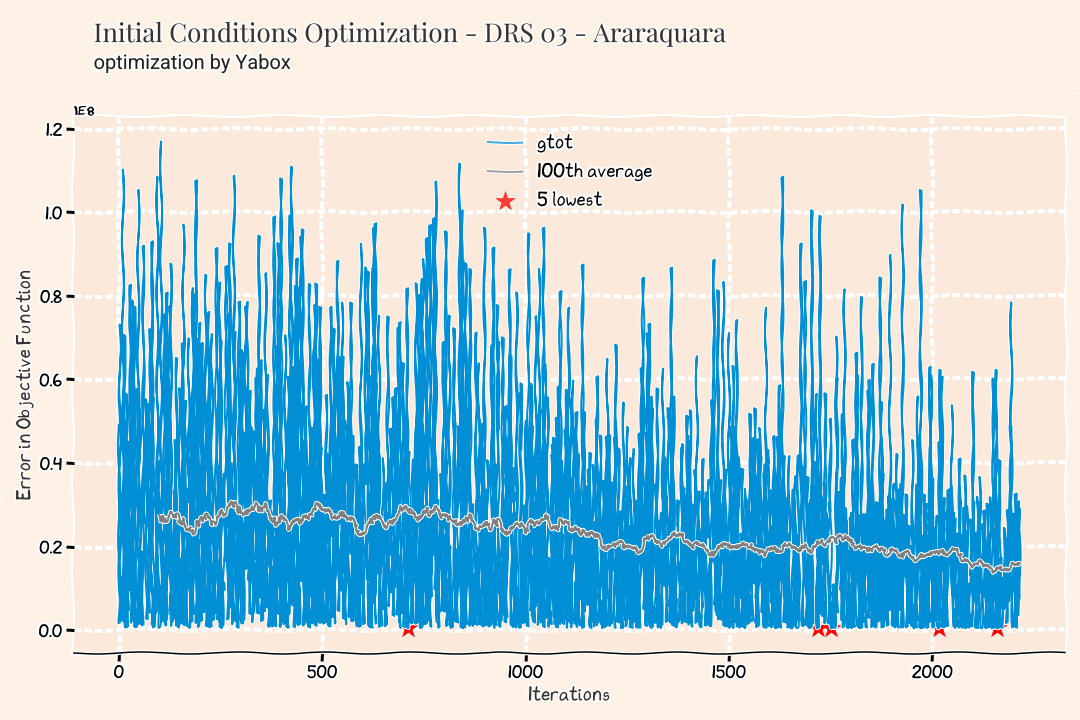 Initial Conditions Optimization - DRS 03 - Araraquara
optimization by Yabox
1E8
1.2
1.0
0.8
0.6
0.4
0.2
0.0
Error in Objective Function
gtot
100th average
5 lowest
0 500 1000 1500 2000
Iterations